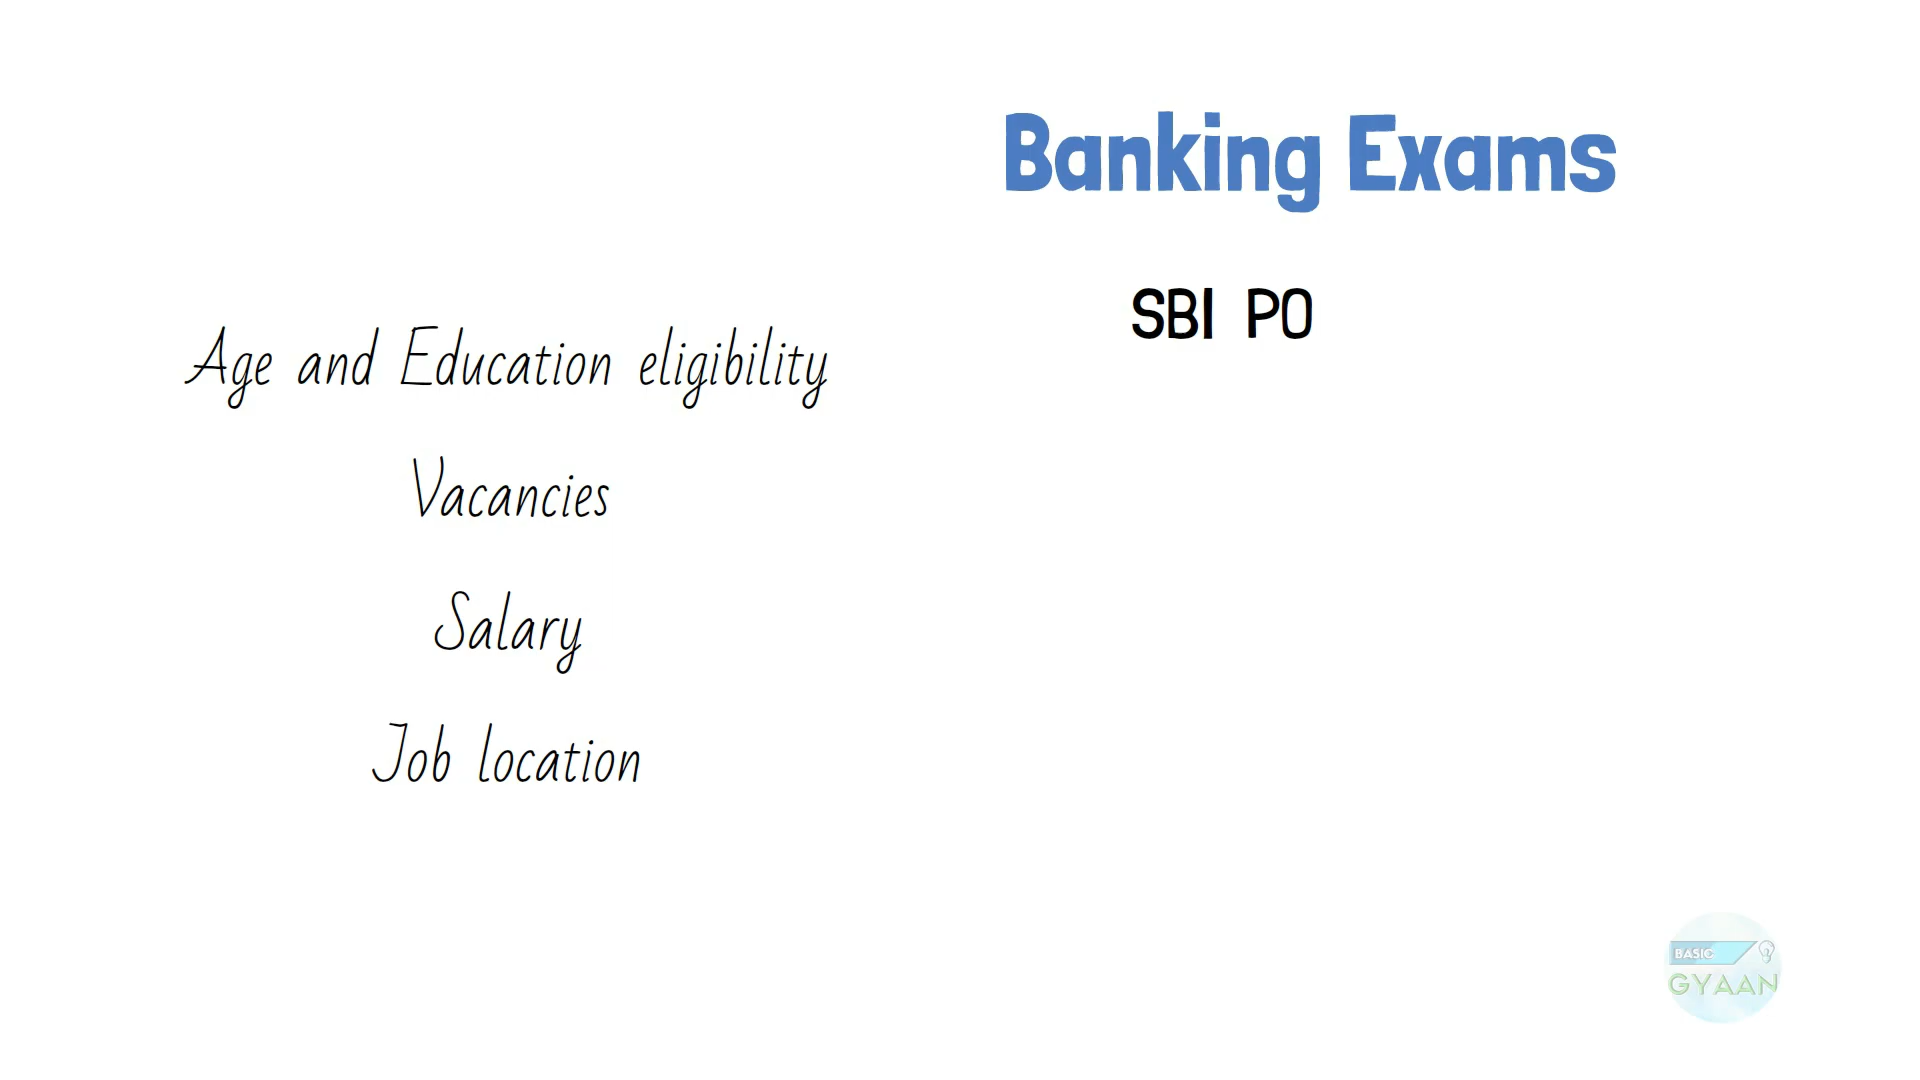 Banking Exams
SBI PO
Age and Education eligibility
Vacancies
Salary
Job location
BASIC
GYAAN